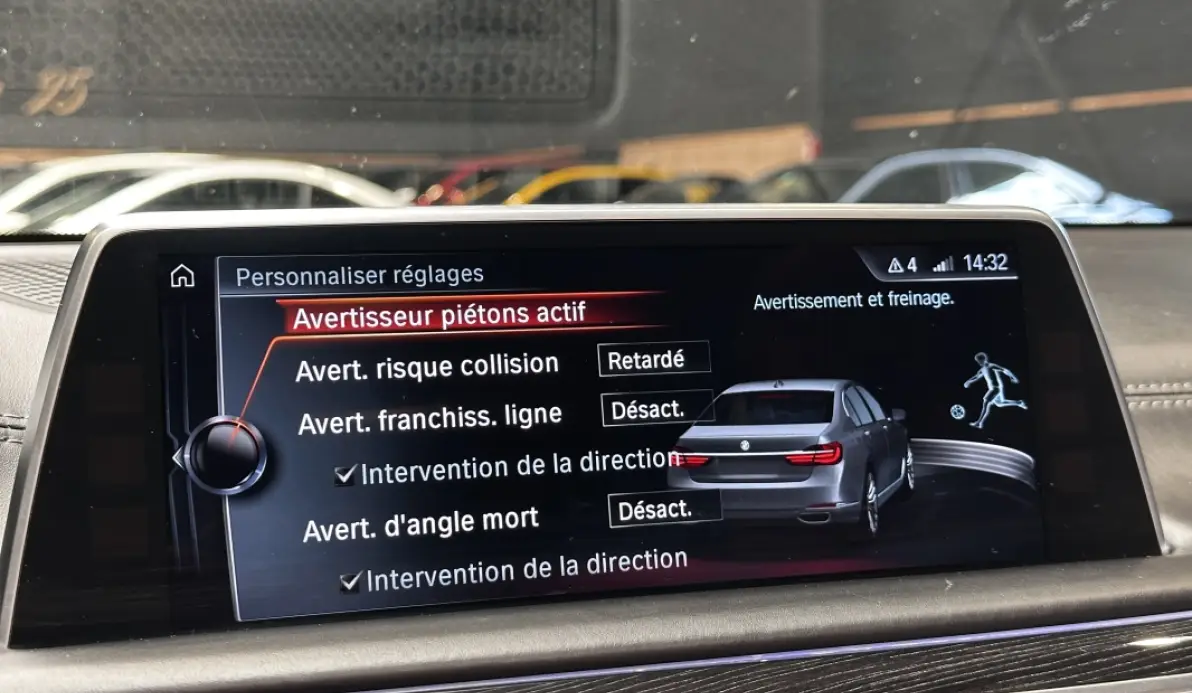 35
Personnaliser réglages
4 14:32
Avertisseur piétons actif
Avertissement et freinage.
Avert. risque collision Retardé
Avert. franchiss. ligne Désact.
Intervention de la direction
Avert. d'angle mort Désact.
Intervention de la direction